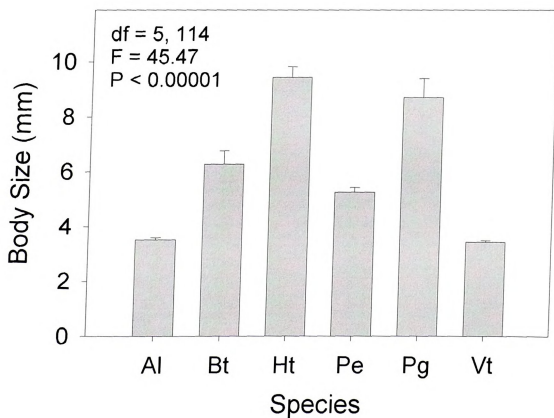 df = 5, 114
F = 45.47
P < 0.00001
Body Size (mm)
10
8
6
4
2
0
Al Bt Ht Pe Pg Vt
Species